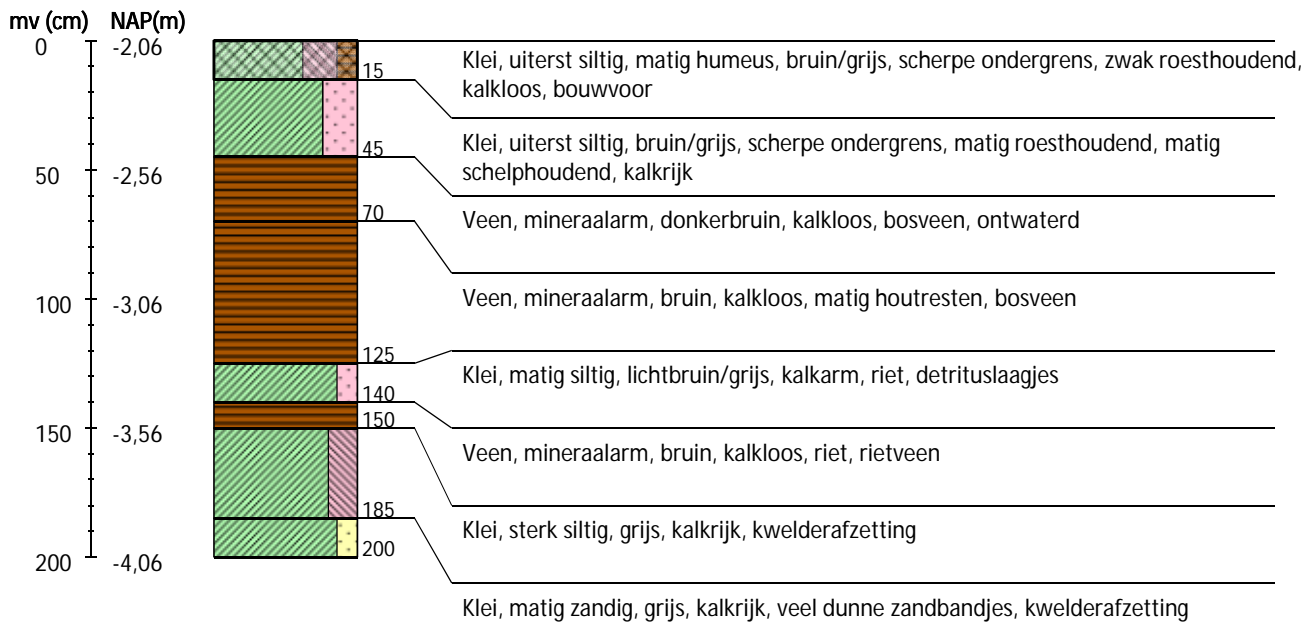 mv (cm) NAP(m)
0 -2,06
15
Klei, uiterst siltig, matig humeus, bruin/grijs, scherpe ondergrens, zwak roesthoudend,
kalkloos, bouwvoor
45
Klei, uiterst siltig, bruin/grijs, scherpe ondergrens, matig roesthoudend, matig
schelphoudend, kalkrijk
50 -2,56
70
Veen, mineraalarm, donkerbruin, kalkloos, bosveen, ontwaterd
100 -3,06
Veen, mineraalarm, bruin, kalkloos, matig houtresten, bosveen
125
Klei, matig siltig, lichtbruin/grijs, kalkarm, riet, detrituslaagjes
140
150
150 -3,56
Veen, mineraalarm, bruin, kalkloos, riet, rietveen
185
Klei, sterk siltig, grijs, kalkrijk, kwelderafzetting
200
200 -4,06
Klei, matig zandig, grijs, kalkrijk, veel dunne zandbandjes, kwelderafzetting